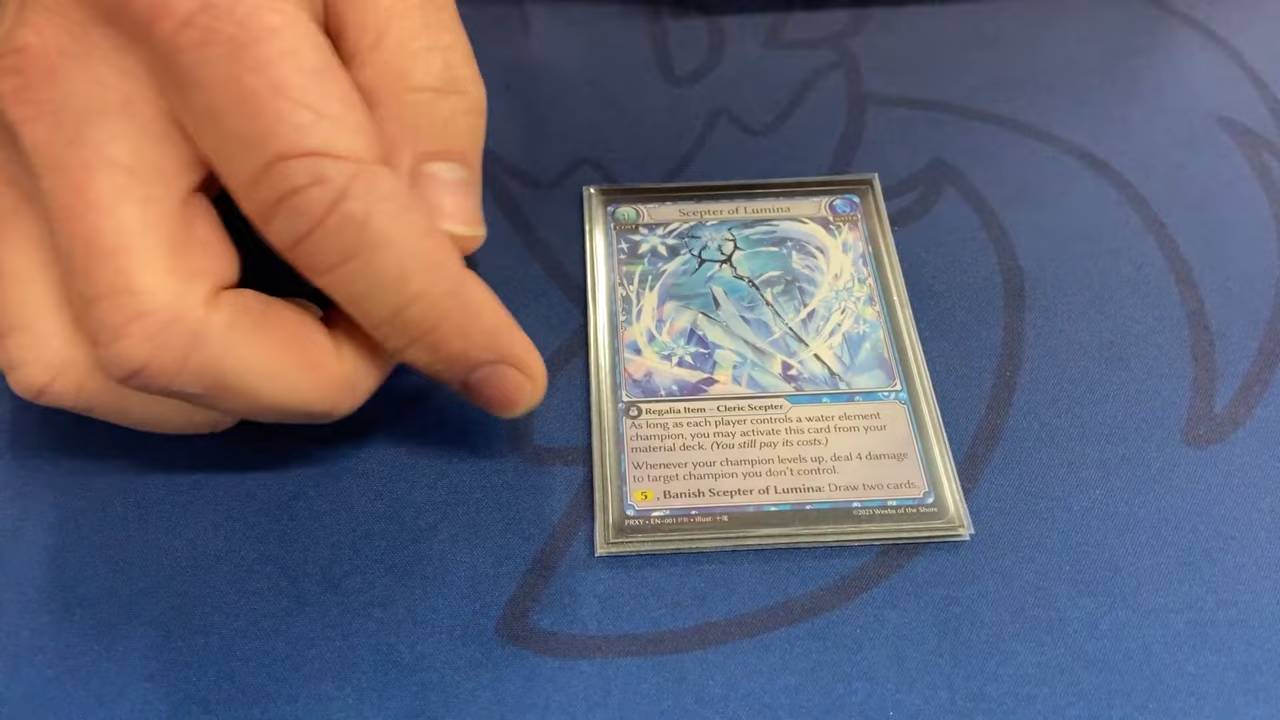 Scepter of Lumina
COST
WATER
Regalia Item – Cleric Scepter
As long as each player controls a water element
champion, you may activate this card from your
material deck. (You still pay its costs.)
Whenever your champion levels up, deal 4 damage
to target champion you don't control.
5 , Banish Scepter of Lumina: Draw two cards.
PRXY • EN-001 PR • illust:
©2023 Weebs of the Shore